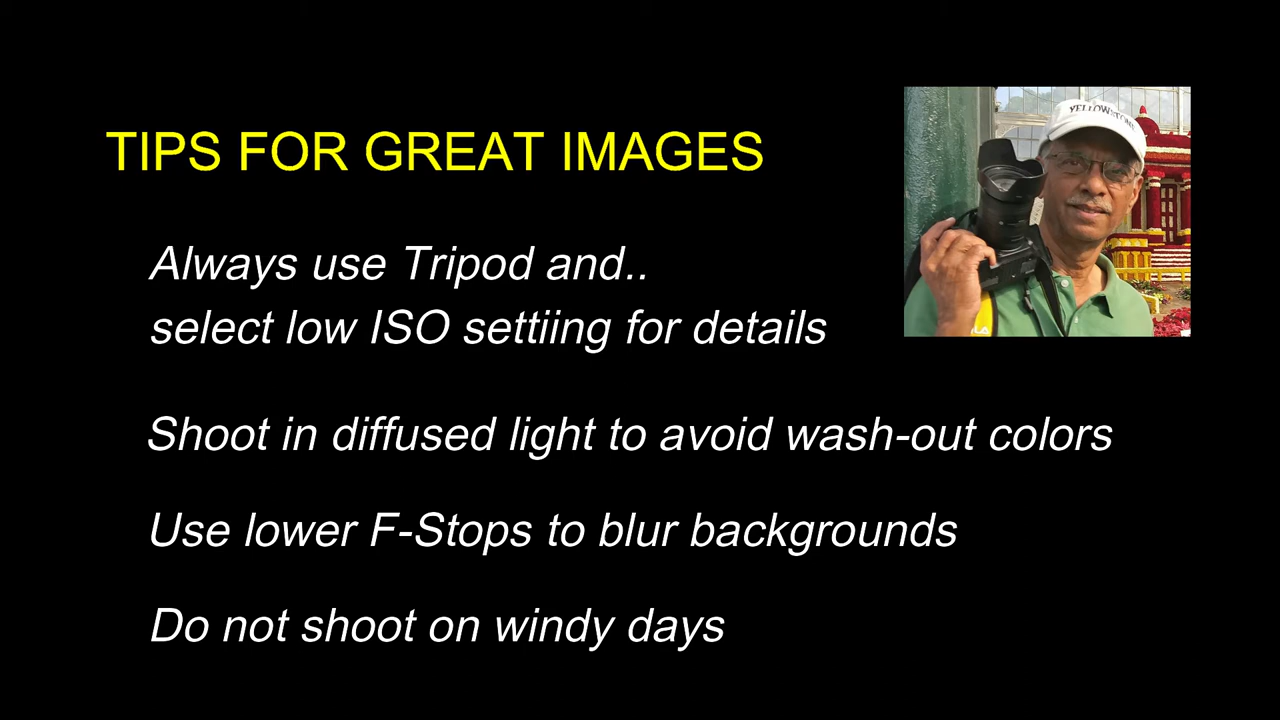 TIPS FOR GREAT IMAGES
YELLOWSTONE
Always use Tripod and..
select low ISO settiing for details
Shoot in diffused light to avoid wash-out colors
Use lower F-Stops to blur backgrounds
Do not shoot on windy days